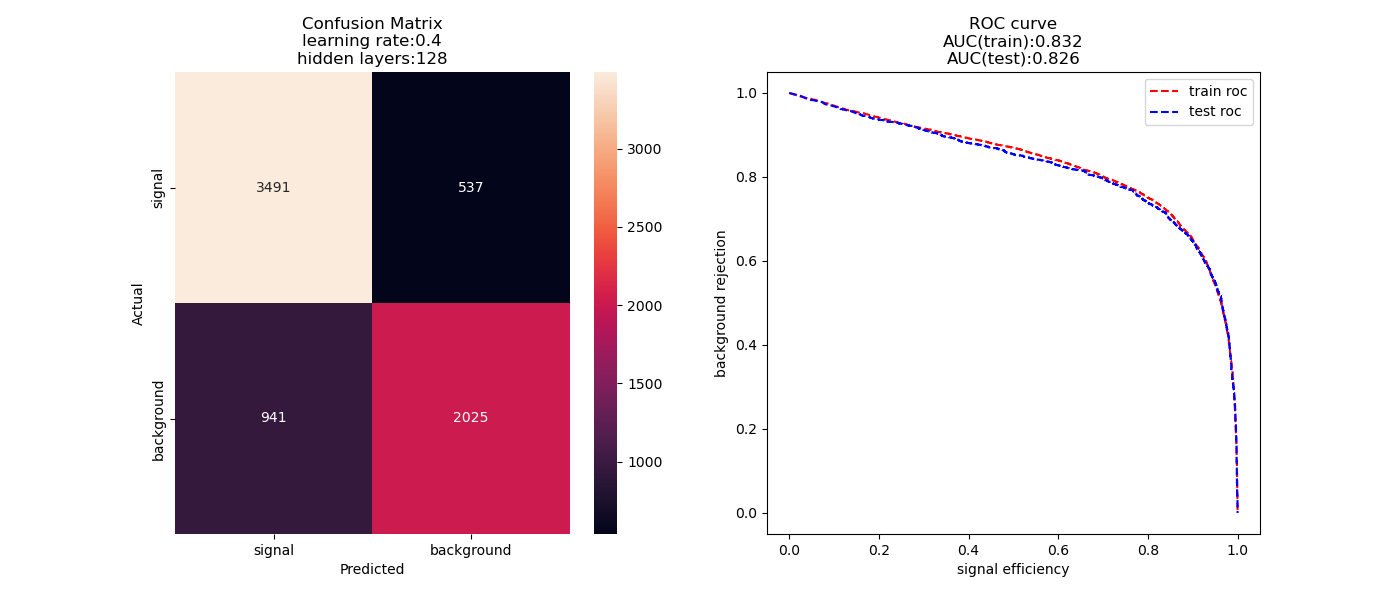 Confusion Matrix
learning rate:0.4
hidden layers:128
signal
background
Actual
3491
537
941
2025
signal
background
Predicted
3000
2500
2000
1500
1000
ROC curve
AUC(train):0.832
AUC(test):0.826
train roc
test roc
background rejection
1.0
0.8
0.6
0.4
0.2
0.0
0.0
0.2
0.4
0.6
0.8
1.0
signal efficiency